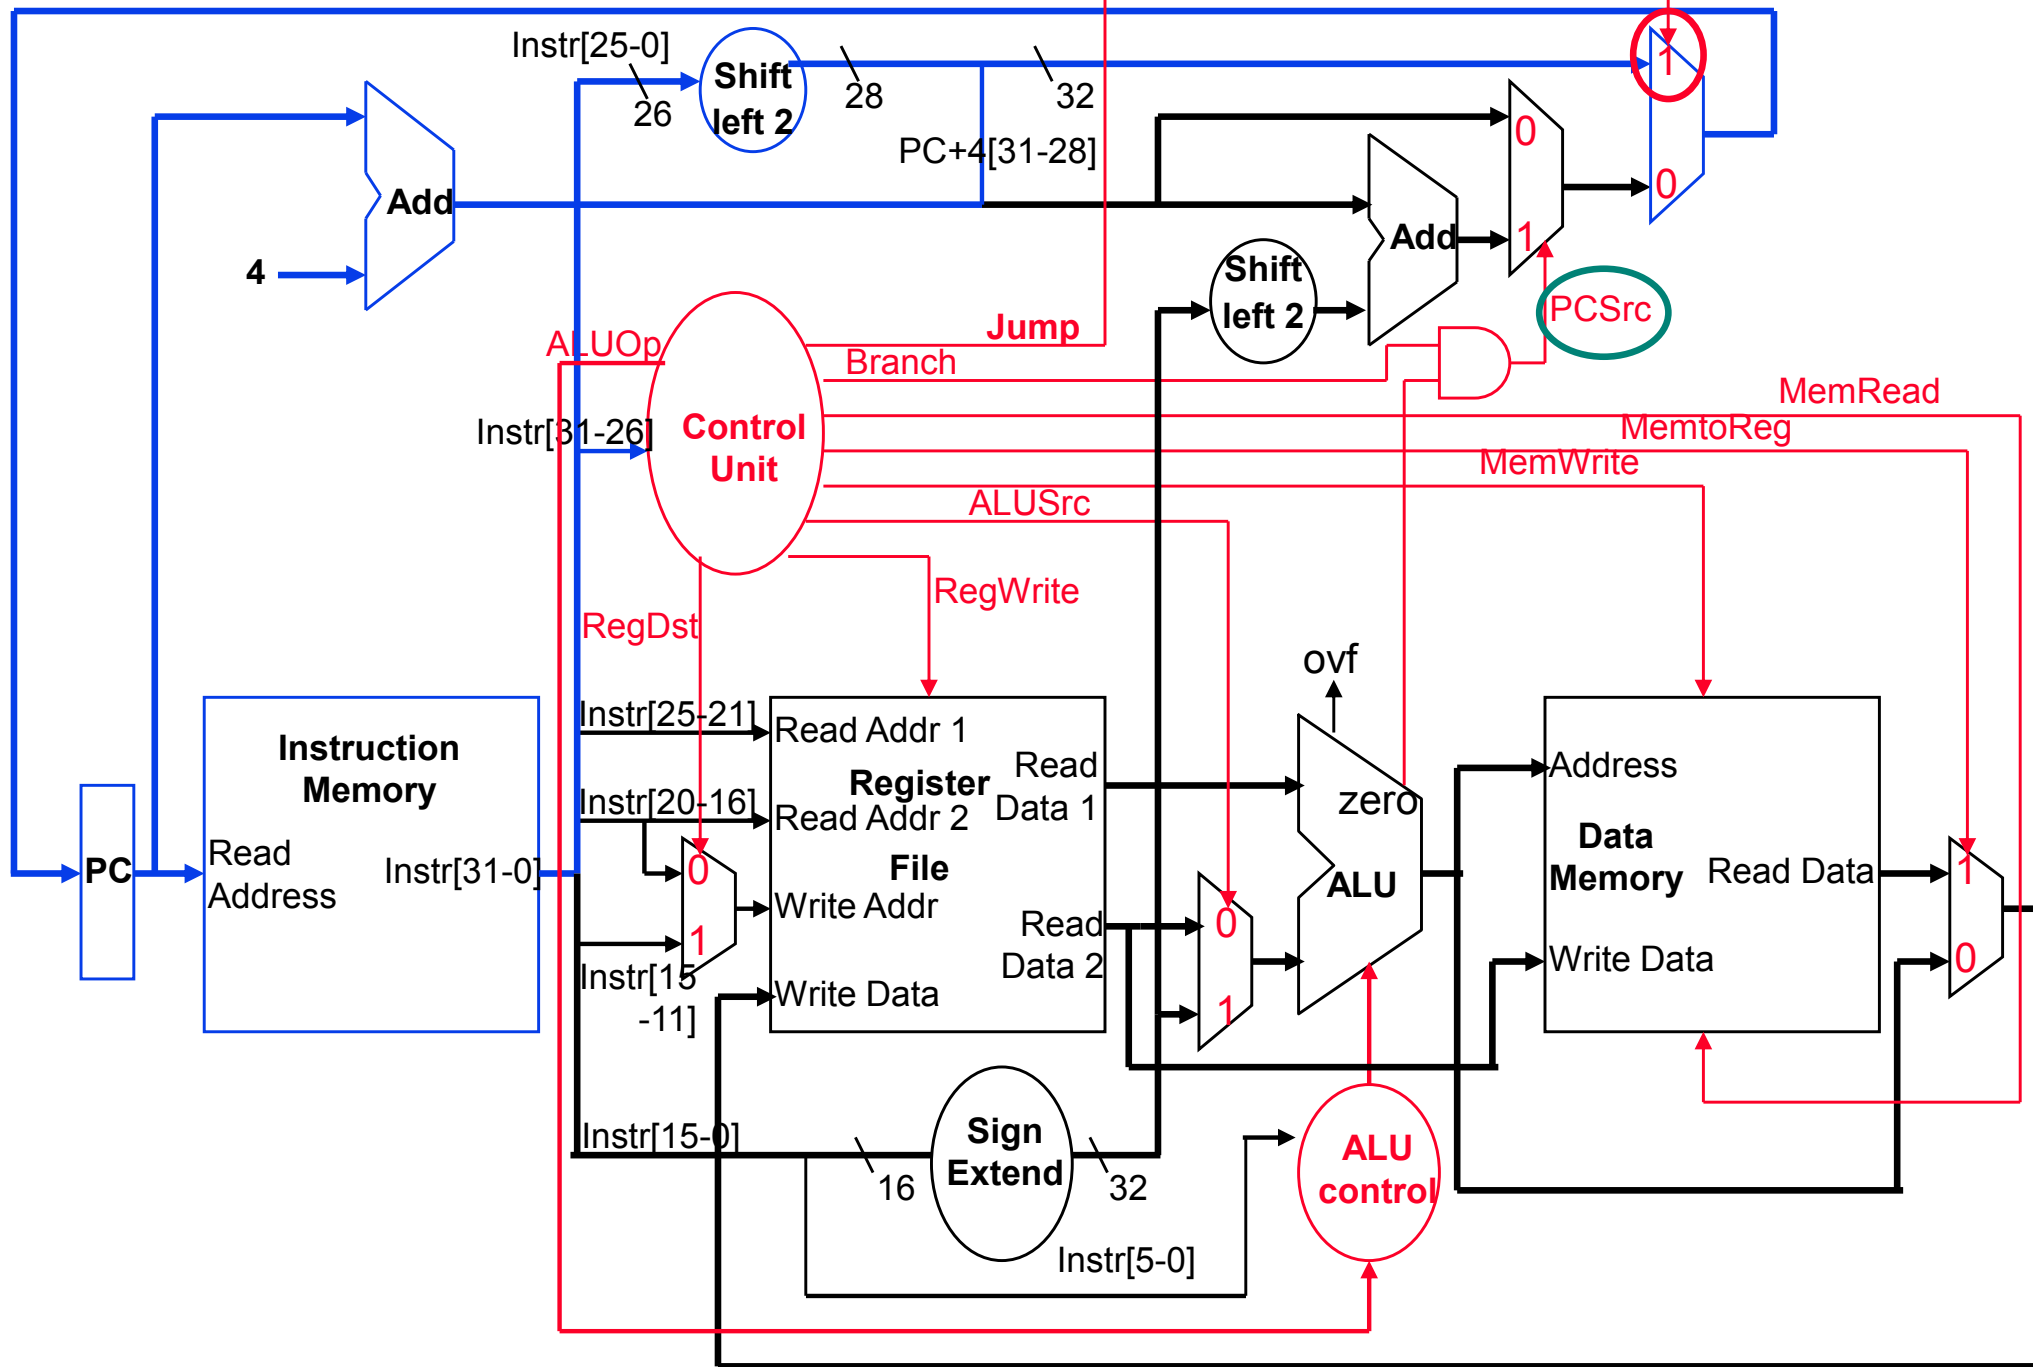 Instr[25-0]
26
Shift
left 2
28
32
1
PC+4[31-28]
0
Add
0
4
Add
1
Shift
left 2
PCSrc
ALUOp
Jump
Branch
MemRead
Instr[31-26]
Control
Unit
MemtoReg
MemWrite
ALUSrc
RegWrite
RegDst
ovf
Instr[25-21]
Read Addr 1
Instruction
Memory
Register
Read
Data 1
Address
Instr[20-16]
Read Addr 2
zero
Data
Memory
PC
Read
Address
Instr[31-0]
0
File
ALU
Read Data
1
Write Addr
Read
Data 2
0
1
Write Data
0
Instr[15
-11]
Write Data
1
Instr[15-0]
16
Sign
Extend
32
ALU
control
Instr[5-0]